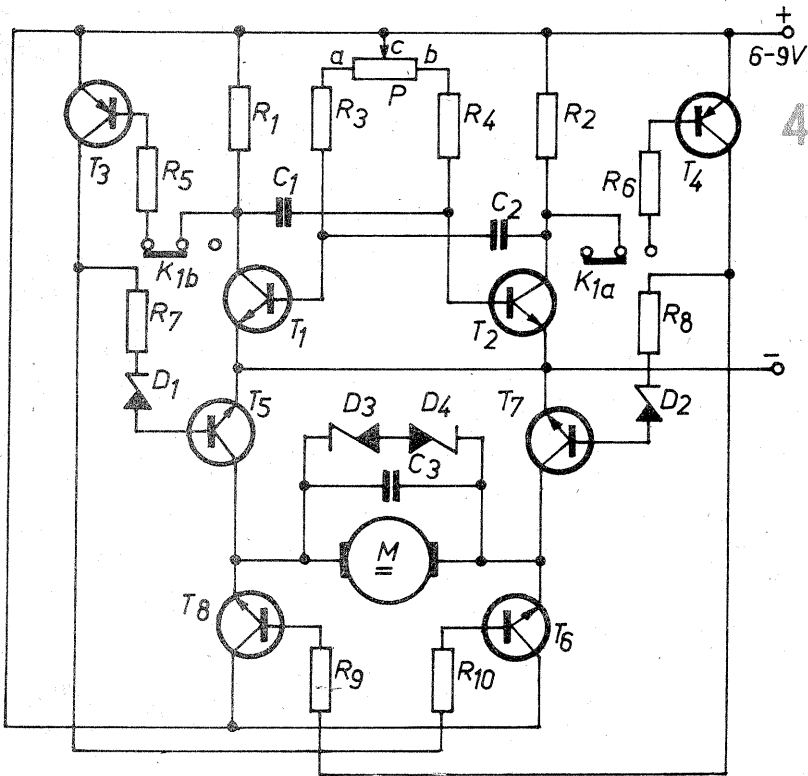 +
6-9V
4
a
c
b
P
R1
R3
R4
R2
T3
T4
R5
R6
C1
C2
K1b
K1a
T1
T2
R7
R8
−
D1
D2
T5
T7
D3
D4
C3
M
T8
T6
R9
R10